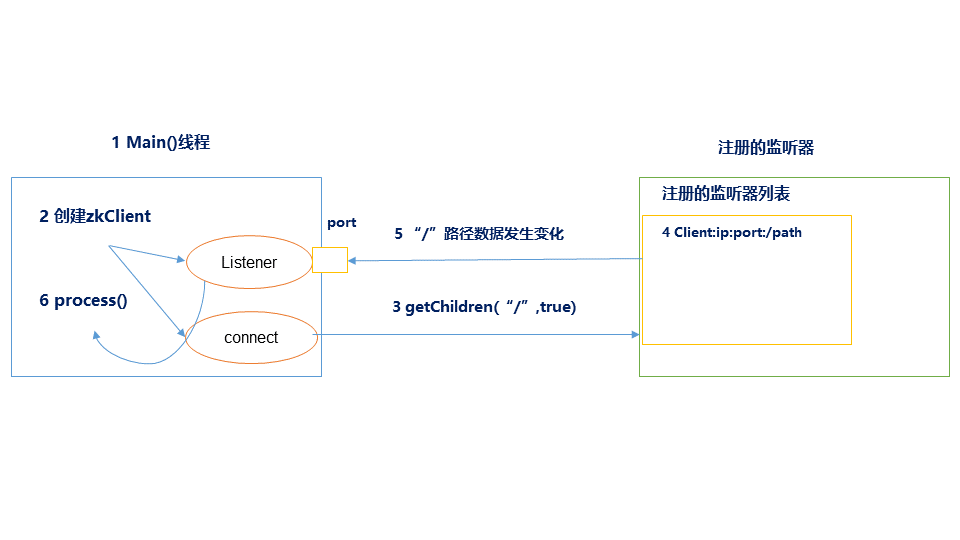 1 Main()线程
注册的监听器
2 创建zkClient
注册的监听器列表
port
4 Client:ip:port:/path
5 “/”路径数据发生变化
Listener
6 process()
3 getChildren(“/”,true)
connect